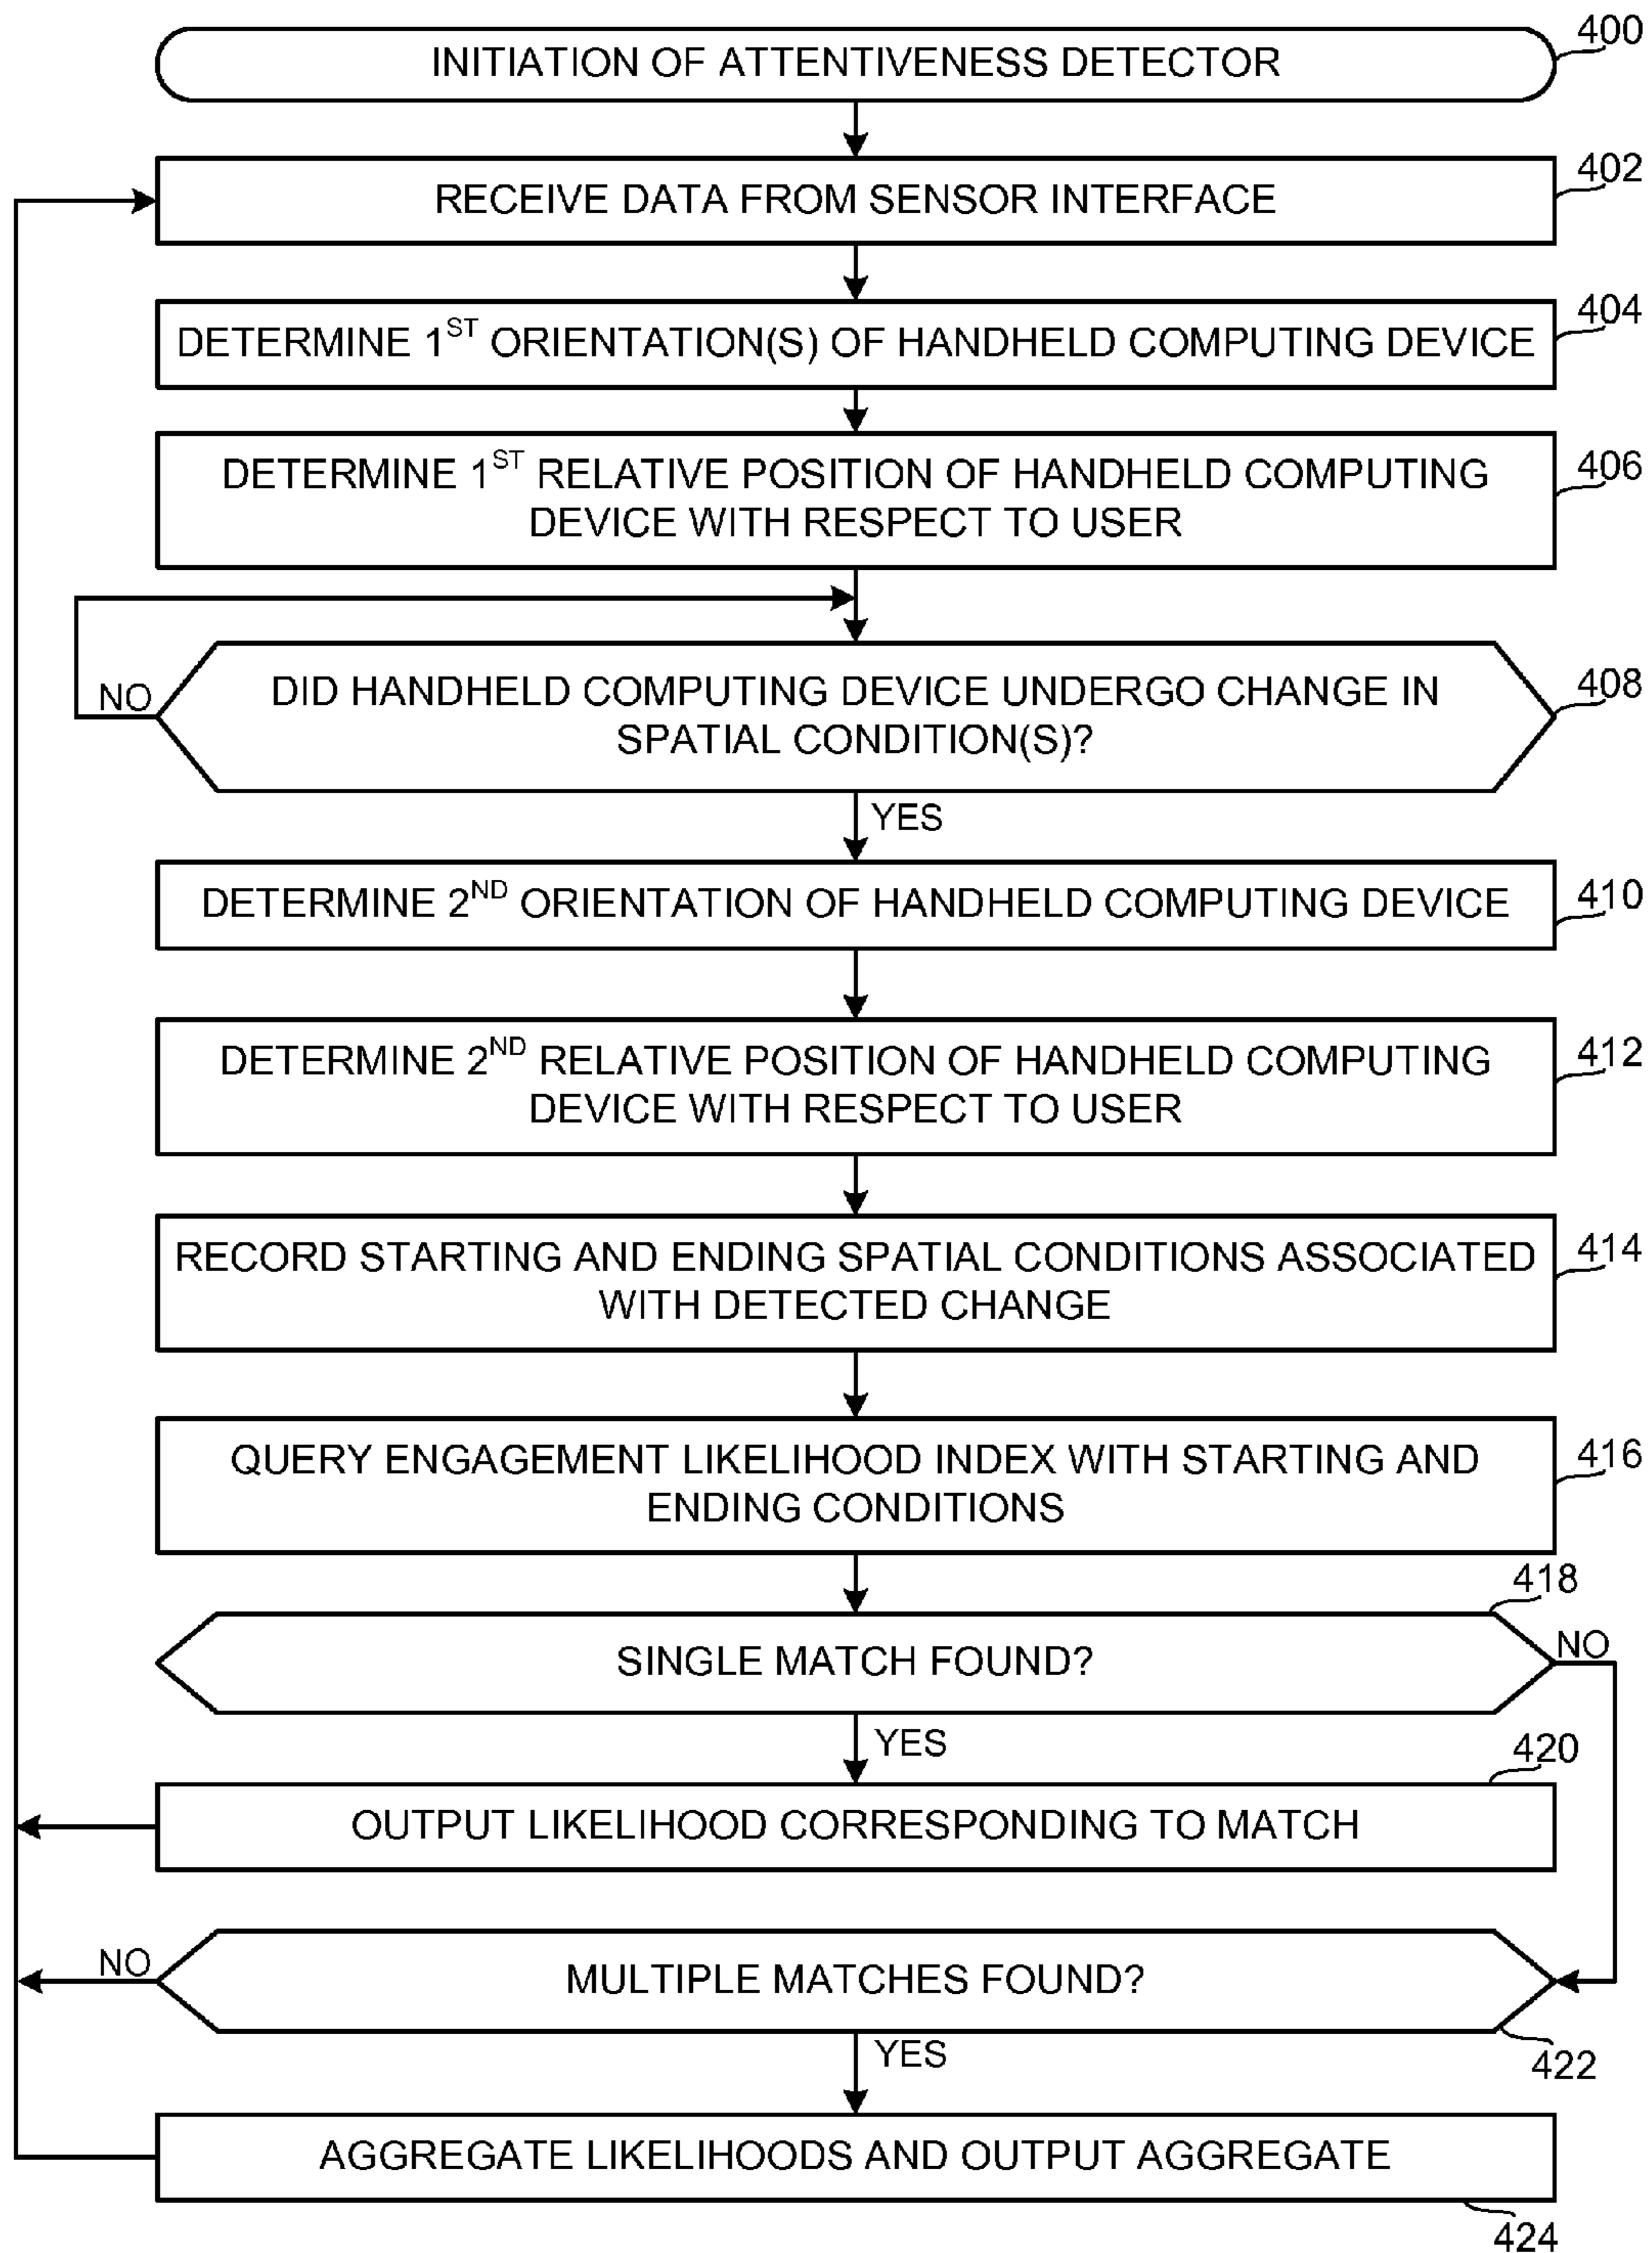 400
INITIATION OF ATTENTIVENESS DETECTOR
402
RECEIVE DATA FROM SENSOR INTERFACE
404
DETERMINE 1ST ORIENTATION(S) OF HANDHELD COMPUTING DEVICE
406
DETERMINE 1ST RELATIVE POSITION OF HANDHELD COMPUTING
DEVICE WITH RESPECT TO USER
408
DID HANDHELD COMPUTING DEVICE UNDERGO CHANGE IN
SPATIAL CONDITION(S)?
NO
YES
410
DETERMINE 2ND ORIENTATION OF HANDHELD COMPUTING DEVICE
412
DETERMINE 2ND RELATIVE POSITION OF HANDHELD COMPUTING
DEVICE WITH RESPECT TO USER
414
RECORD STARTING AND ENDING SPATIAL CONDITIONS ASSOCIATED
WITH DETECTED CHANGE
416
QUERY ENGAGEMENT LIKELIHOOD INDEX WITH STARTING AND
ENDING CONDITIONS
418
SINGLE MATCH FOUND?
NO
YES
420
OUTPUT LIKELIHOOD CORRESPONDING TO MATCH
NO
MULTIPLE MATCHES FOUND?
422
YES
AGGREGATE LIKELIHOODS AND OUTPUT AGGREGATE
424